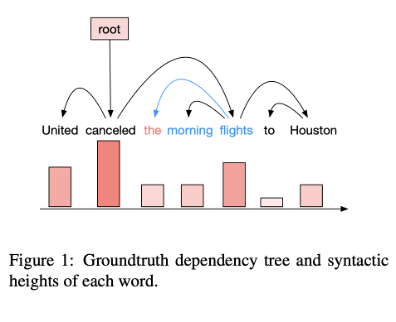 root
United canceled the morning flights to Houston
Figure 1: Groundtruth dependency tree and syntactic
heights of each word.